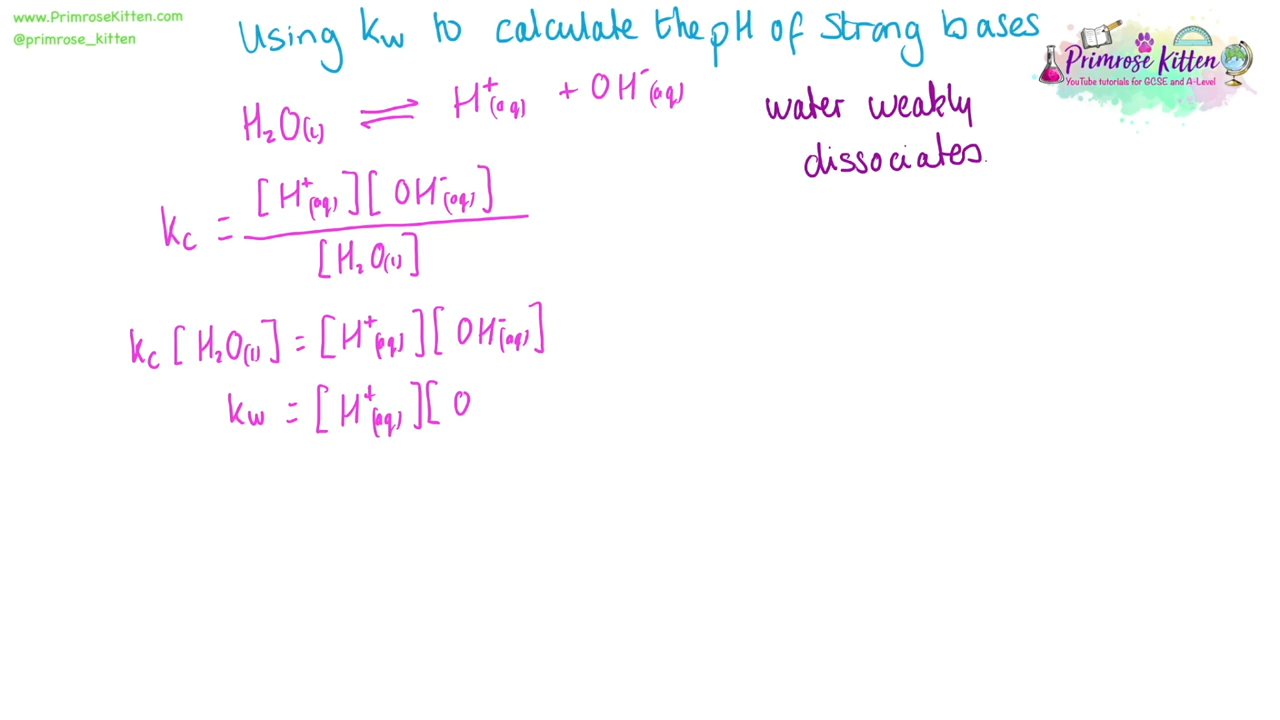 www.PrimroseKitten.com
@primrose_kitten
Using Kw to calculate the pH of strong bases
Primrose Kitten
YouTube tutorials for GCSE and A-Level
H₂O(l) ⇌ H⁺(aq) + OH⁻(aq)
water weakly
dissociates.
Kc = [H⁺(aq)][OH⁻(aq)]
[H₂O(l)]
Kc [H₂O(l)] = [H⁺(aq)][OH⁻(aq)]
Kw = [H⁺(aq)][O